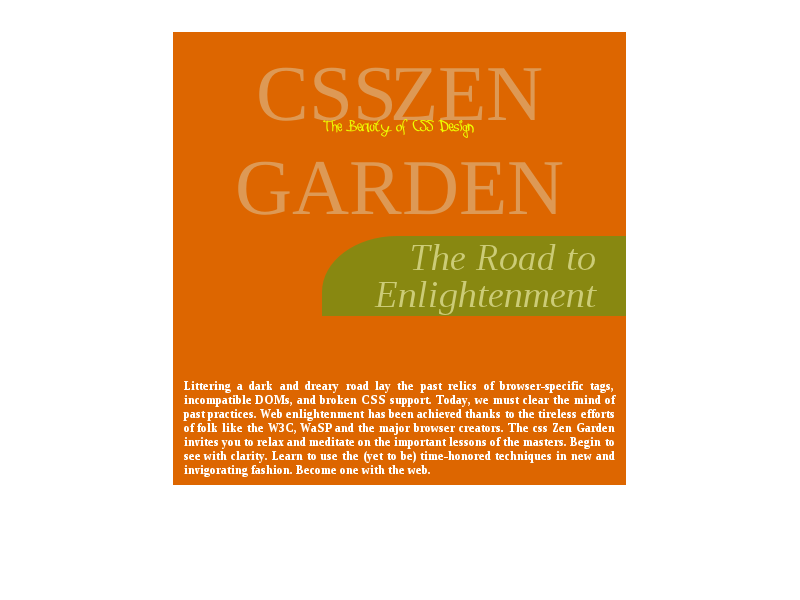 CSSZEN
The Beauty of CSS Design
GARDEN
The Road to
Enlightenment
Littering a dark and dreary road lay the past relics of browser-specific tags,
incompatible DOMs, and broken CSS support. Today, we must clear the mind of
past practices. Web enlightenment has been achieved thanks to the tireless efforts
of folk like the W3C, WaSP and the major browser creators. The css Zen Garden
invites you to relax and meditate on the important lessons of the masters. Begin to
see with clarity. Learn to use the (yet to be) time-honored techniques in new and
invigorating fashion. Become one with the web.